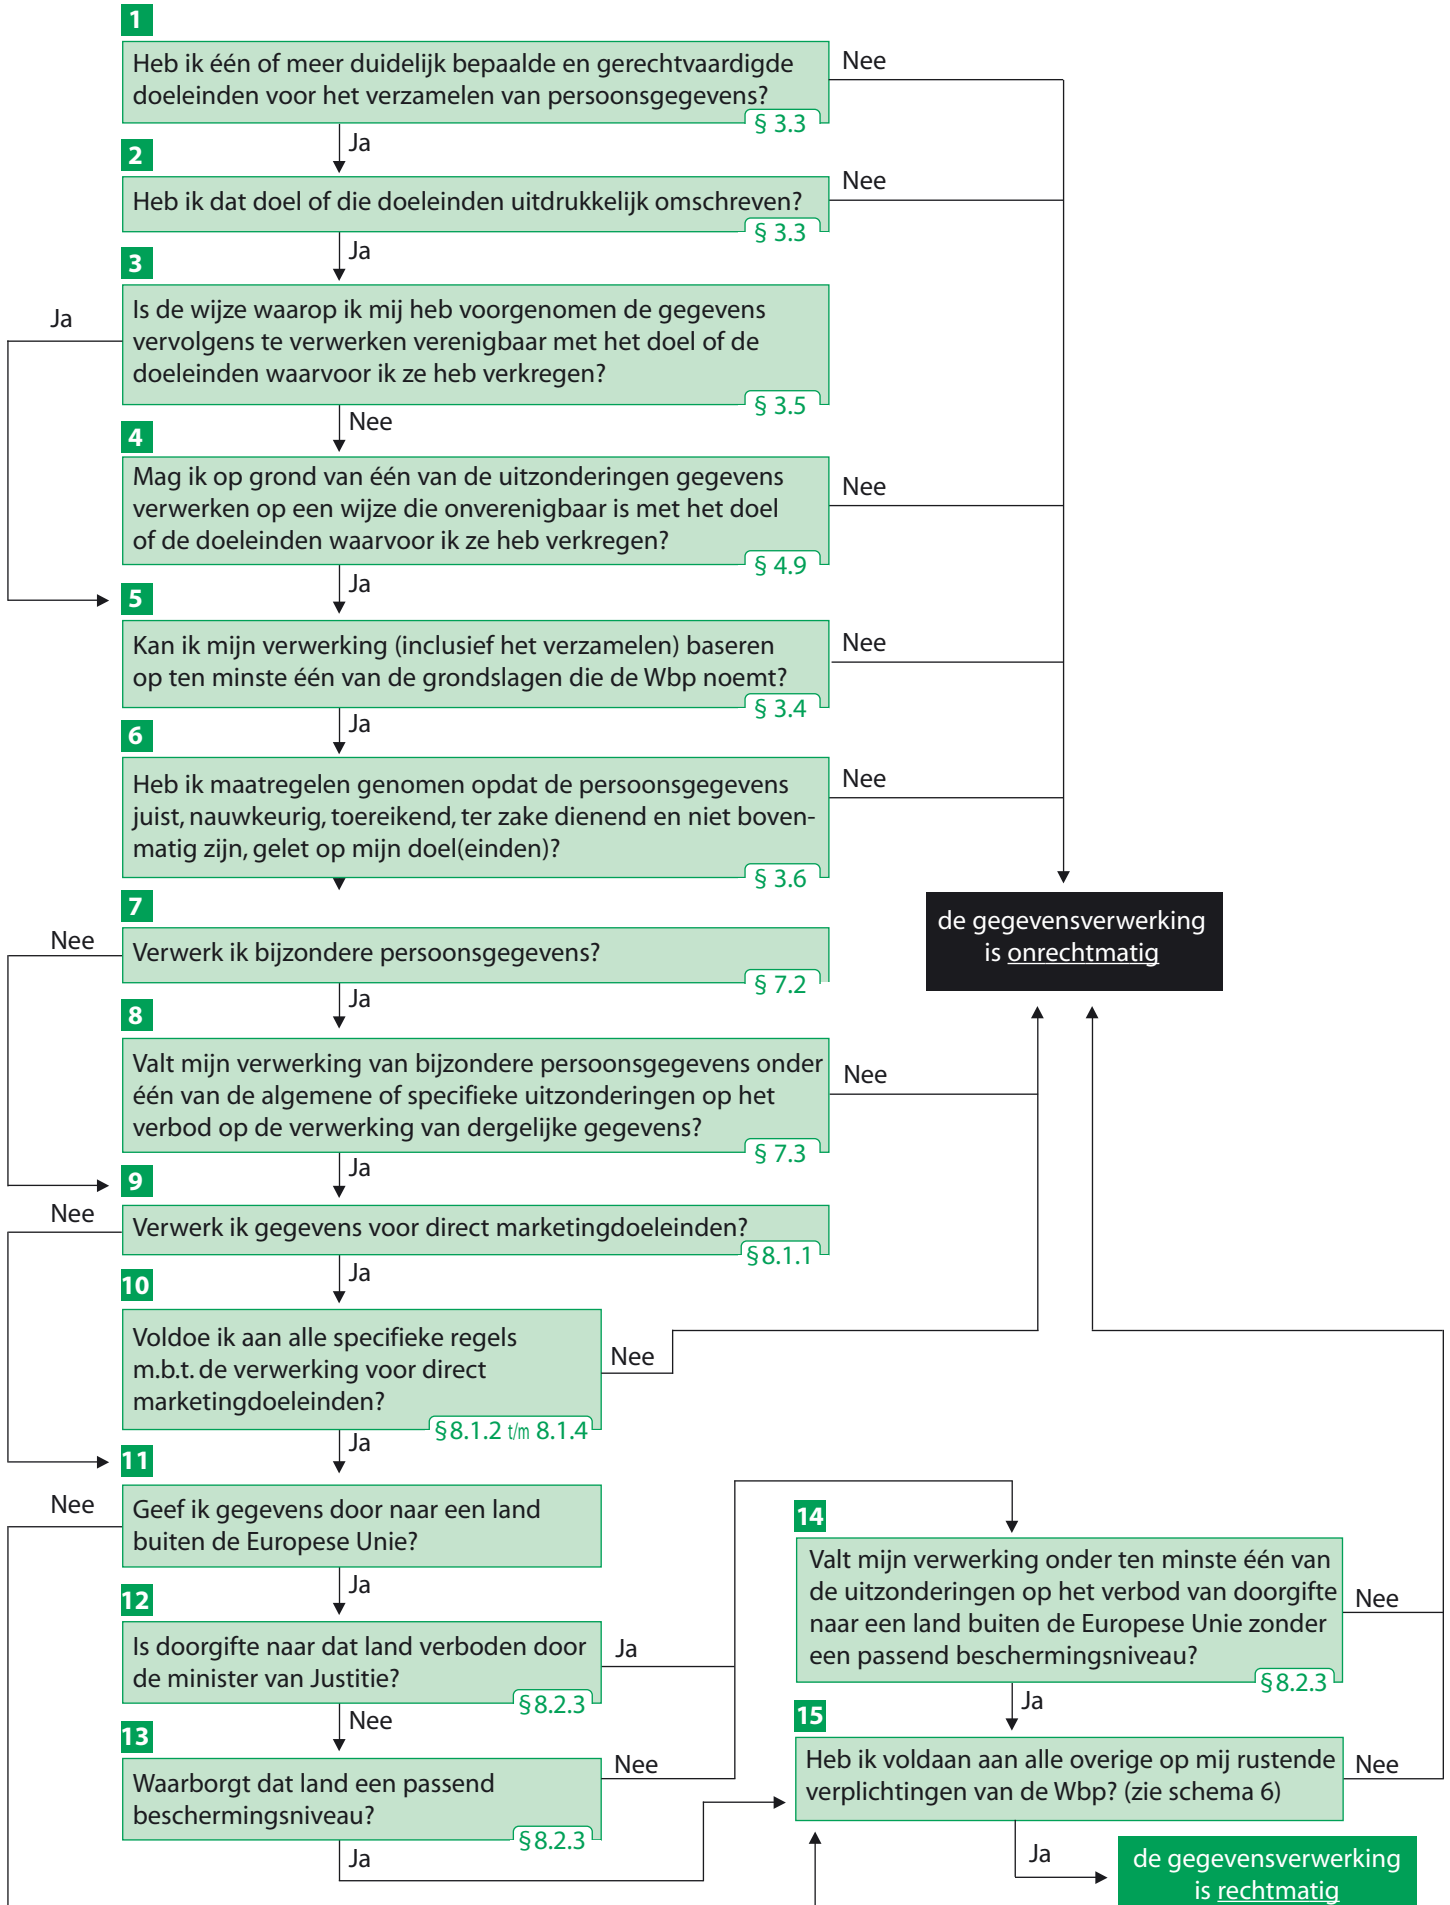 1
Heb ik één of meer duidelijk bepaalde en gerechtvaardigde
doeleinden voor het verzamelen van persoonsgegevens?
§ 3.3
Nee
Ja
2
Heb ik dat doel of die doeleinden uitdrukkelijk omschreven?
§ 3.3
Nee
Ja
3
Is de wijze waarop ik mij heb voorgenomen de gegevens
vervolgens te verwerken verenigbaar met het doel of de
doeleinden waarvoor ik ze heb verkregen?
§ 3.5
Ja
Nee
4
Mag ik op grond van één van de uitzonderingen gegevens
verwerken op een wijze die onverenigbaar is met het doel
of de doeleinden waarvoor ik ze heb verkregen?
§ 4.9
Nee
Ja
5
Kan ik mijn verwerking (inclusief het verzamelen) baseren
op ten minste één van de grondslagen die de Wbp noemt?
§ 3.4
Nee
Ja
6
Heb ik maatregelen genomen opdat de persoonsgegevens
juist, nauwkeurig, toereikend, ter zake dienend en niet boven-
matig zijn, gelet op mijn doel(einden)?
§ 3.6
Nee
de gegevensverwerking
is onrechtmatig
7
Verwerk ik bijzondere persoonsgegevens?
§ 7.2
Nee
Ja
8
Valt mijn verwerking van bijzondere persoonsgegevens onder
één van de algemene of specifieke uitzonderingen op het
verbod op de verwerking van dergelijke gegevens?
§ 7.3
Nee
Ja
9
Verwerk ik gegevens voor direct marketingdoeleinden?
§ 8.1.1
Nee
Ja
10
Voldoe ik aan alle specifieke regels
m.b.t. de verwerking voor direct
marketingdoeleinden?
§ 8.1.2 t/m 8.1.4
Nee
Ja
11
Geef ik gegevens door naar een land
buiten de Europese Unie?
Nee
Ja
12
Is doorgifte naar dat land verboden door
de minister van Justitie?
§ 8.2.3
Ja
Nee
13
Waarborgt dat land een passend
beschermingsniveau?
§ 8.2.3
Nee
Ja
14
Valt mijn verwerking onder ten minste één van
de uitzonderingen op het verbod van doorgifte
naar een land buiten de Europese Unie zonder
een passend beschermingsniveau?
§ 8.2.3
Nee
Ja
15
Heb ik voldaan aan alle overige op mij rustende
verplichtingen van de Wbp? (zie schema 6)
Nee
Ja
de gegevensverwerking
is rechtmatig